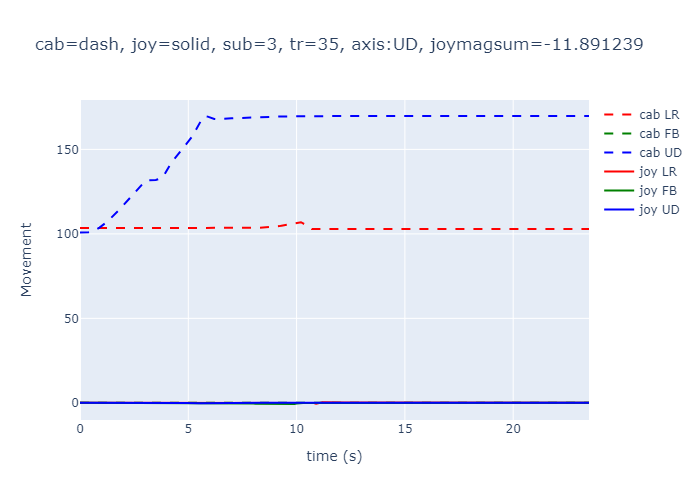 cab=dash, joy=solid, sub=3, tr=35, axis:UD, joymagsum=-11.891239
cab LR
cab FB
cab UD
joy LR
joy FB
joy UD
Movement
150
100
50
0
0 5 10 15 20
time (s)